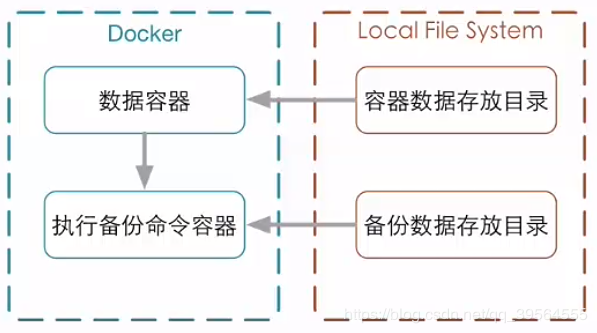 Docker
Local File System
数据容器
容器数据存放目录
执行备份命令容器
备份数据存放目录
https://blog.csdn.net/qq_39564555